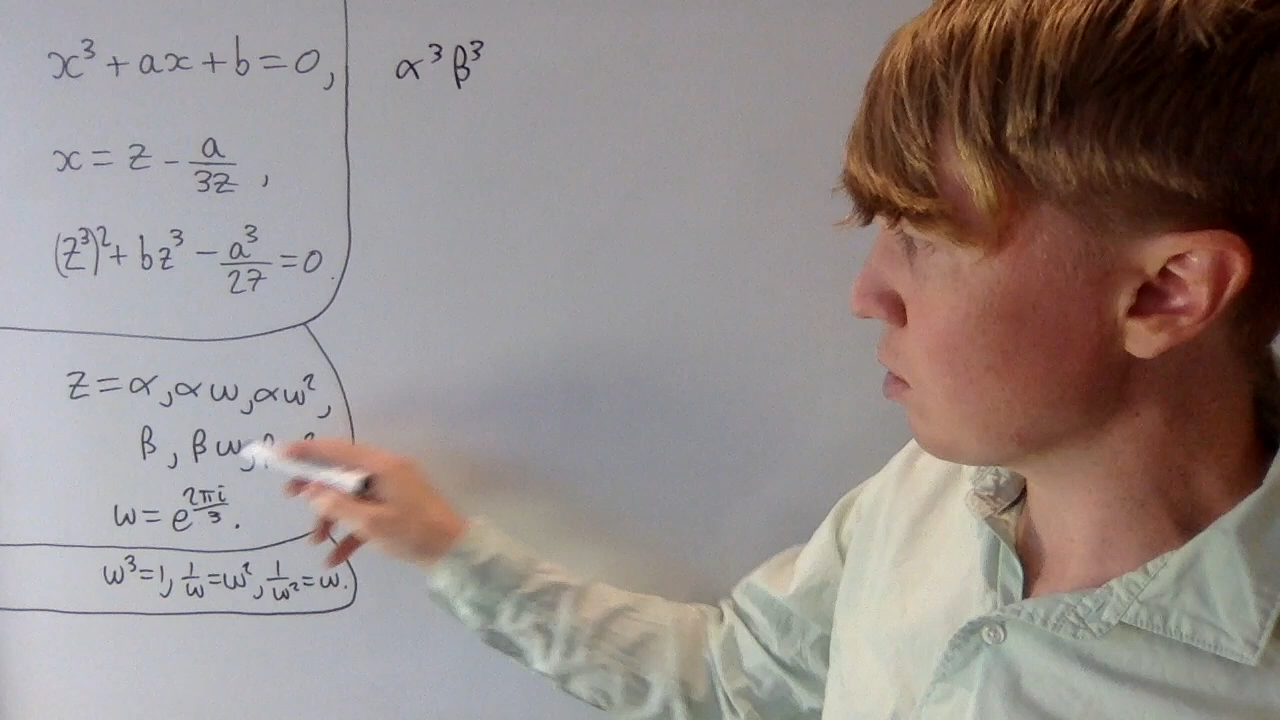 x³ + ax + b = 0,
x = z - a/3z ,
(z³)² + bz³ - a³/27 = 0.
z = α, αω, αω²,
β, βω,
ω = e^(2πi/3).
ω³=1, 1/ω=ω², 1/ω²=ω.
α³β³